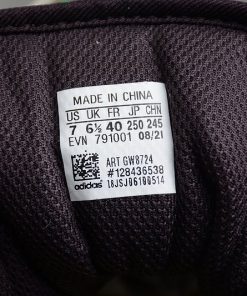 MADE IN CHINA
US UK FR JP CHN
7 6½ 40 250 245
EVN 791001 08/21
ART GW8724
#128436538
adidas 18JSJ06100514